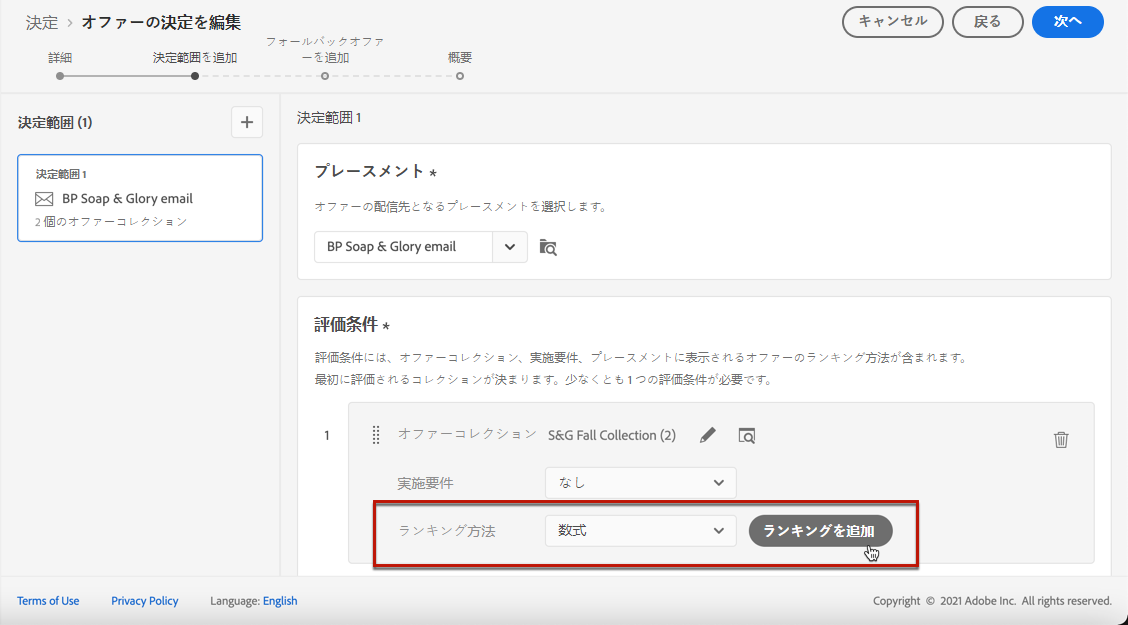 決定 › オファーの決定を編集
キャンセル
戻る
次へ
詳細
決定範囲を追加
フォールバックオファ
ーを追加
概要
決定範囲 (1)
決定範囲 1
BP Soap & Glory email
2 個のオファーコレクション
決定範囲 1
プレースメント *
オファーの配信先となるプレースメントを選択します。
BP Soap & Glory email
評価条件 *
評価条件には、オファーコレクション、実施要件、プレースメントに表示されるオファーのランキング方法が含まれます。
最初に評価されるコレクションが決まります。少なくとも 1 つの評価条件が必要です。
1
オファーコレクション S&G Fall Collection (2)
実施要件 なし
ランキング方法 数式 ランキングを追加
Terms of Use Privacy Policy Language: English Copyright © 2021 Adobe Inc. All rights reserved.